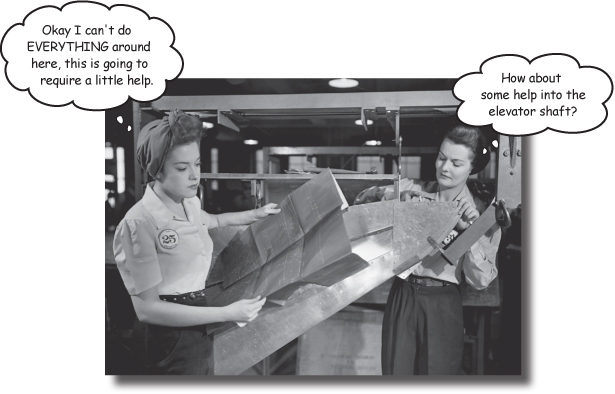 Okay I can't do
EVERYTHING around
here, this is going to
require a little help.
How about
some help into the
elevator shaft?
25